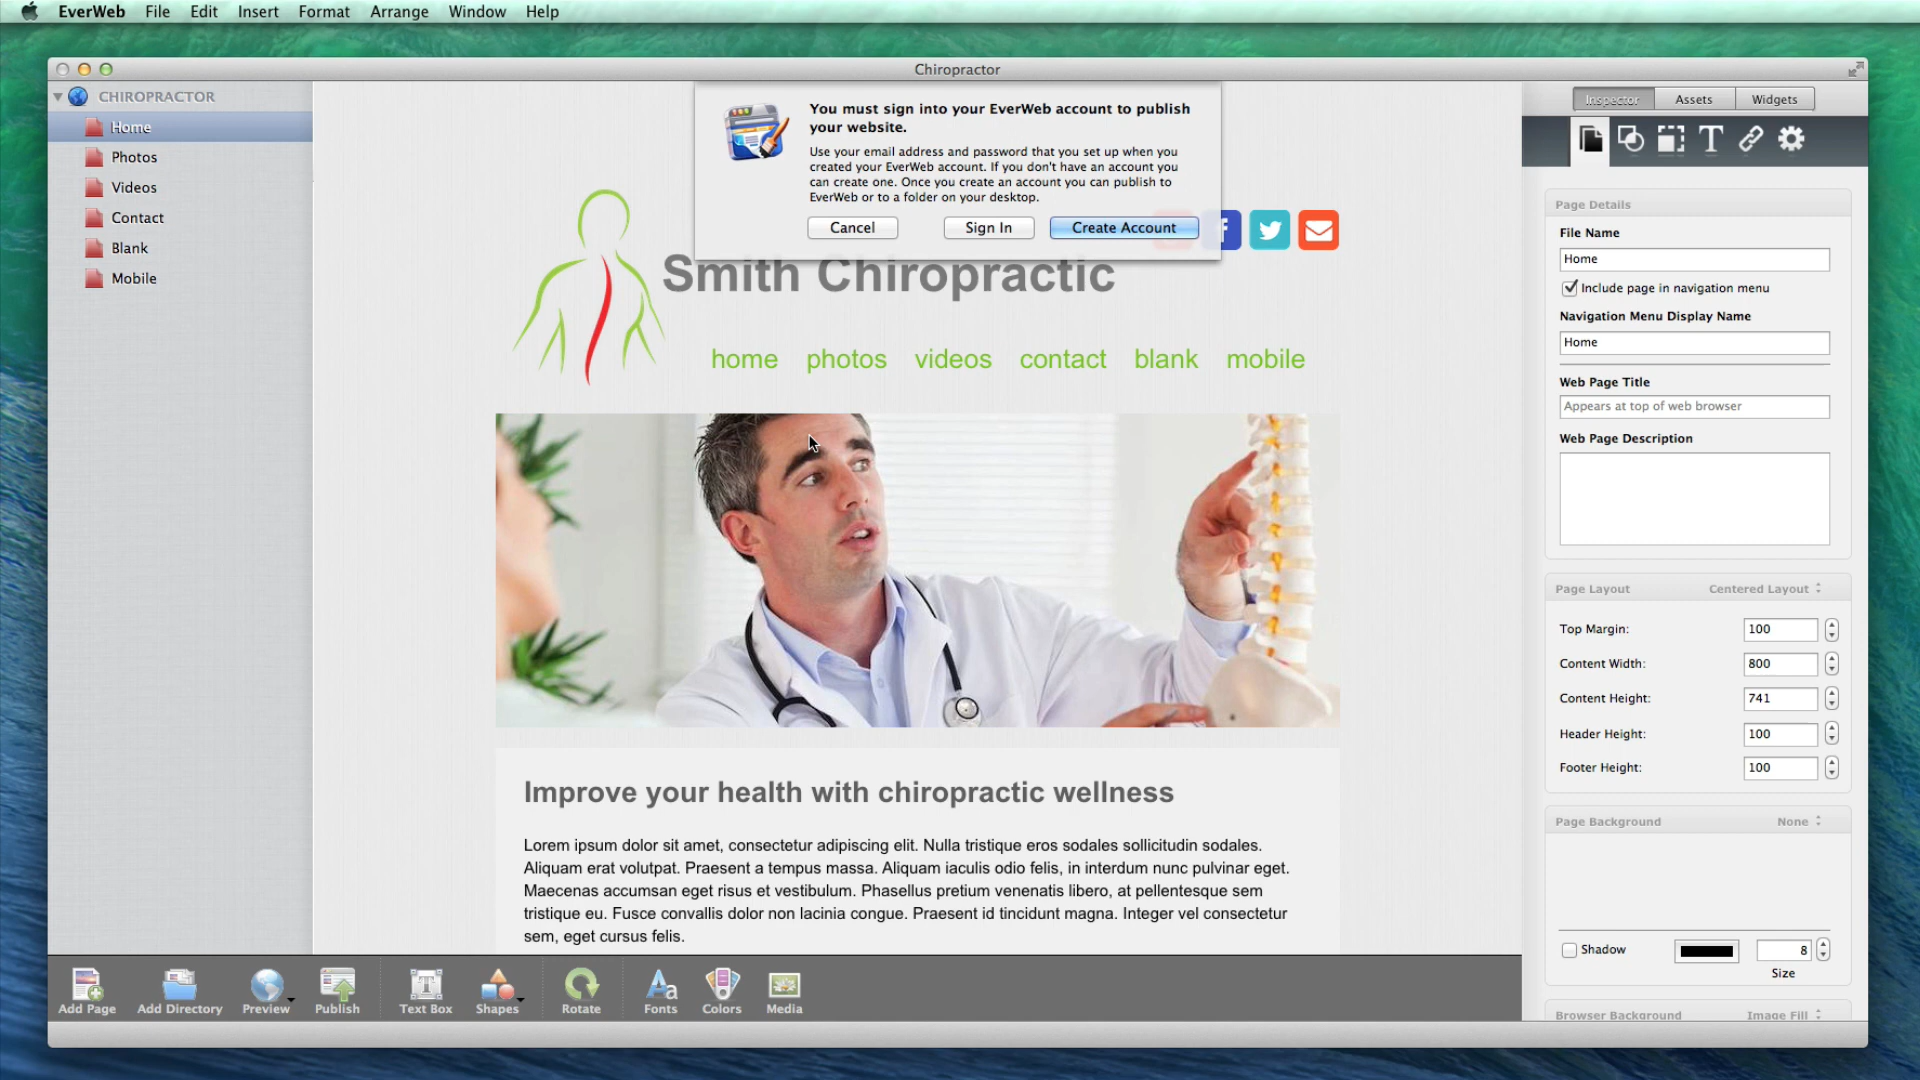 EverWeb File Edit Insert Format Arrange Window Help
Chiropractor
CHIROPRACTOR
Home
Photos
Videos
Contact
Blank
Mobile
You must sign into your EverWeb account to publish
your website.
Use your email address and password that you set up when you
created your EverWeb account. If you don't have an account you
can create one. Once you create an account you can publish to
EverWeb or to a folder on your desktop.
Cancel Sign In Create Account
Smith Chiropractic
home photos videos contact blank mobile
Improve your health with chiropractic wellness
Lorem ipsum dolor sit amet, consectetur adipiscing elit. Nulla tristique eros sodales sollicitudin sodales.
Aliquam erat volutpat. Praesent a tempus massa. Aliquam iaculis odio felis, in interdum nunc pulvinar eget.
Maecenas accumsan eget risus et vestibulum. Phasellus pretium venenatis libero, at pellentesque sem
tristique eu. Fusce convallis dolor non lacinia congue. Praesent id tincidunt magna. Integer vel consectetur
sem, eget cursus felis.
Inspector Assets Widgets
Page Details
File Name
Home
Include page in navigation menu
Navigation Menu Display Name
Home
Web Page Title
Appears at top of web browser
Web Page Description
Page Layout Centered Layout
Top Margin: 100
Content Width: 800
Content Height: 741
Header Height: 100
Footer Height: 100
Page Background None
Shadow 8
Size
Browser Background Image Fill
Add Page Add Directory Preview Publish Text Box Shapes Rotate Fonts Colors Media